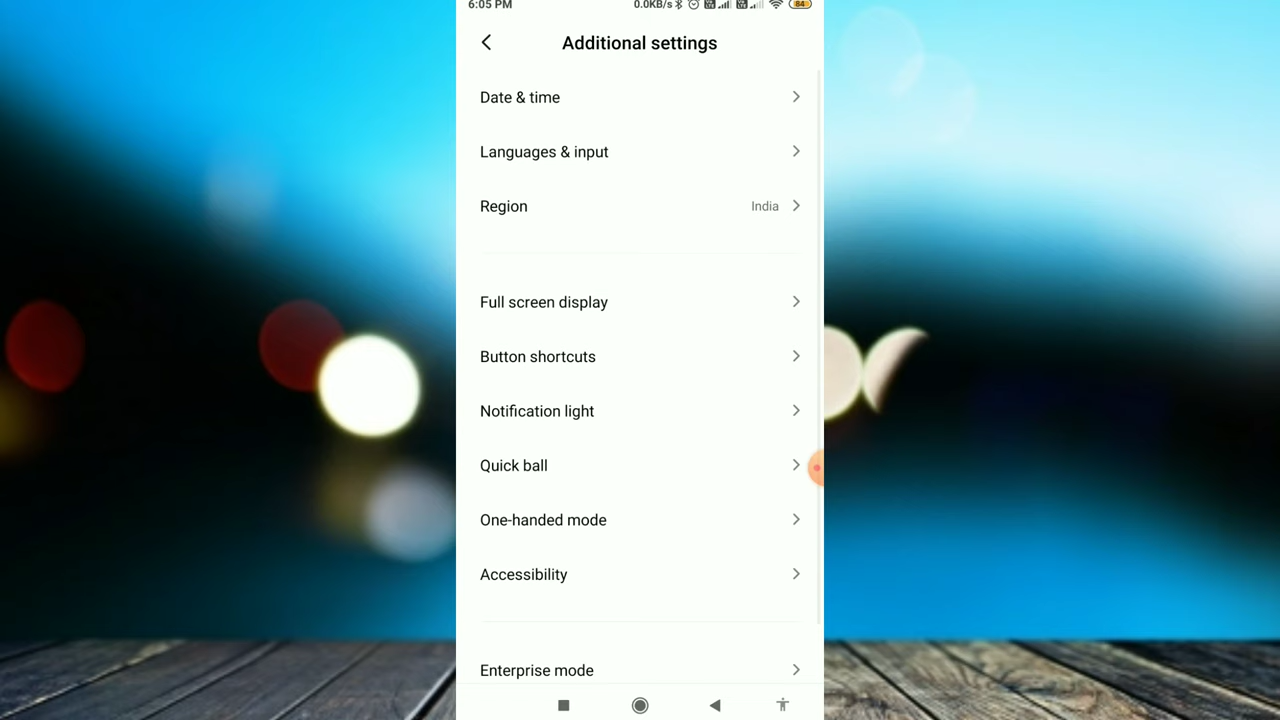 6:05 PM 0.0KB/s 84
Additional settings
Date & time
Languages & input
Region India
Full screen display
Button shortcuts
Notification light
Quick ball
One-handed mode
Accessibility
Enterprise mode